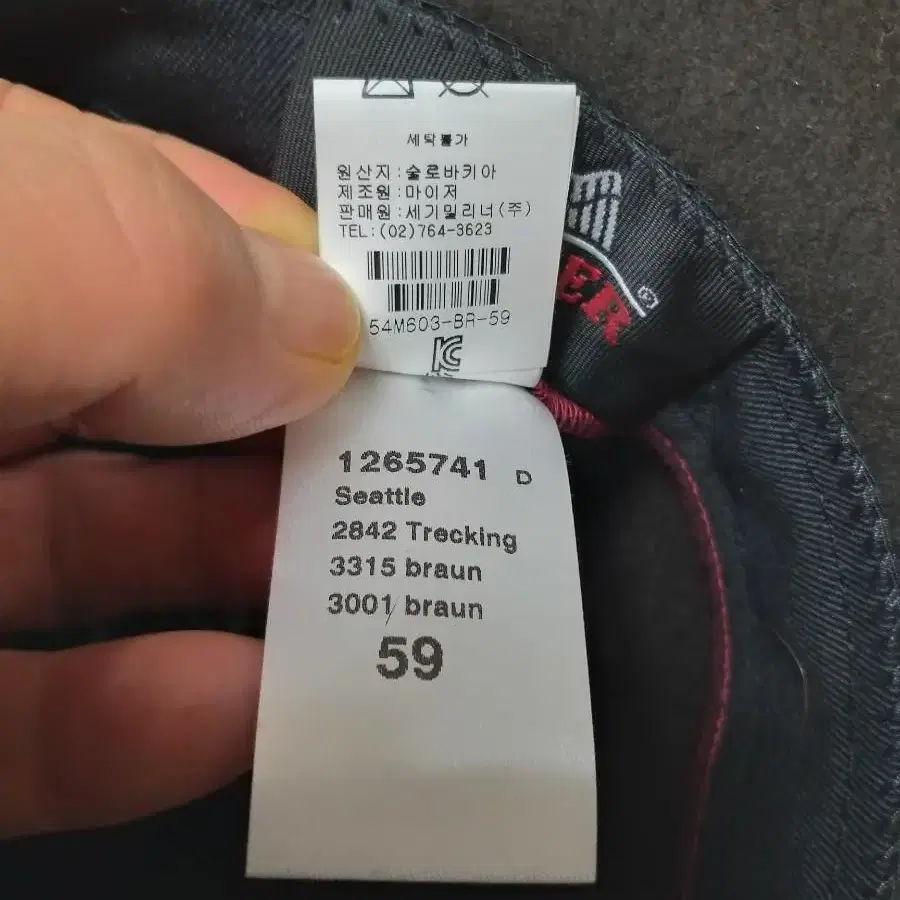 세탁불가
원산지:슬로바키아
제조원:마이저
판매원:세기밀리너(주)
TEL:(02)764-3623
54M603-BR-59
ER®
1265741 D
Seattle
2842 Trecking
3315 braun
3001/braun
59